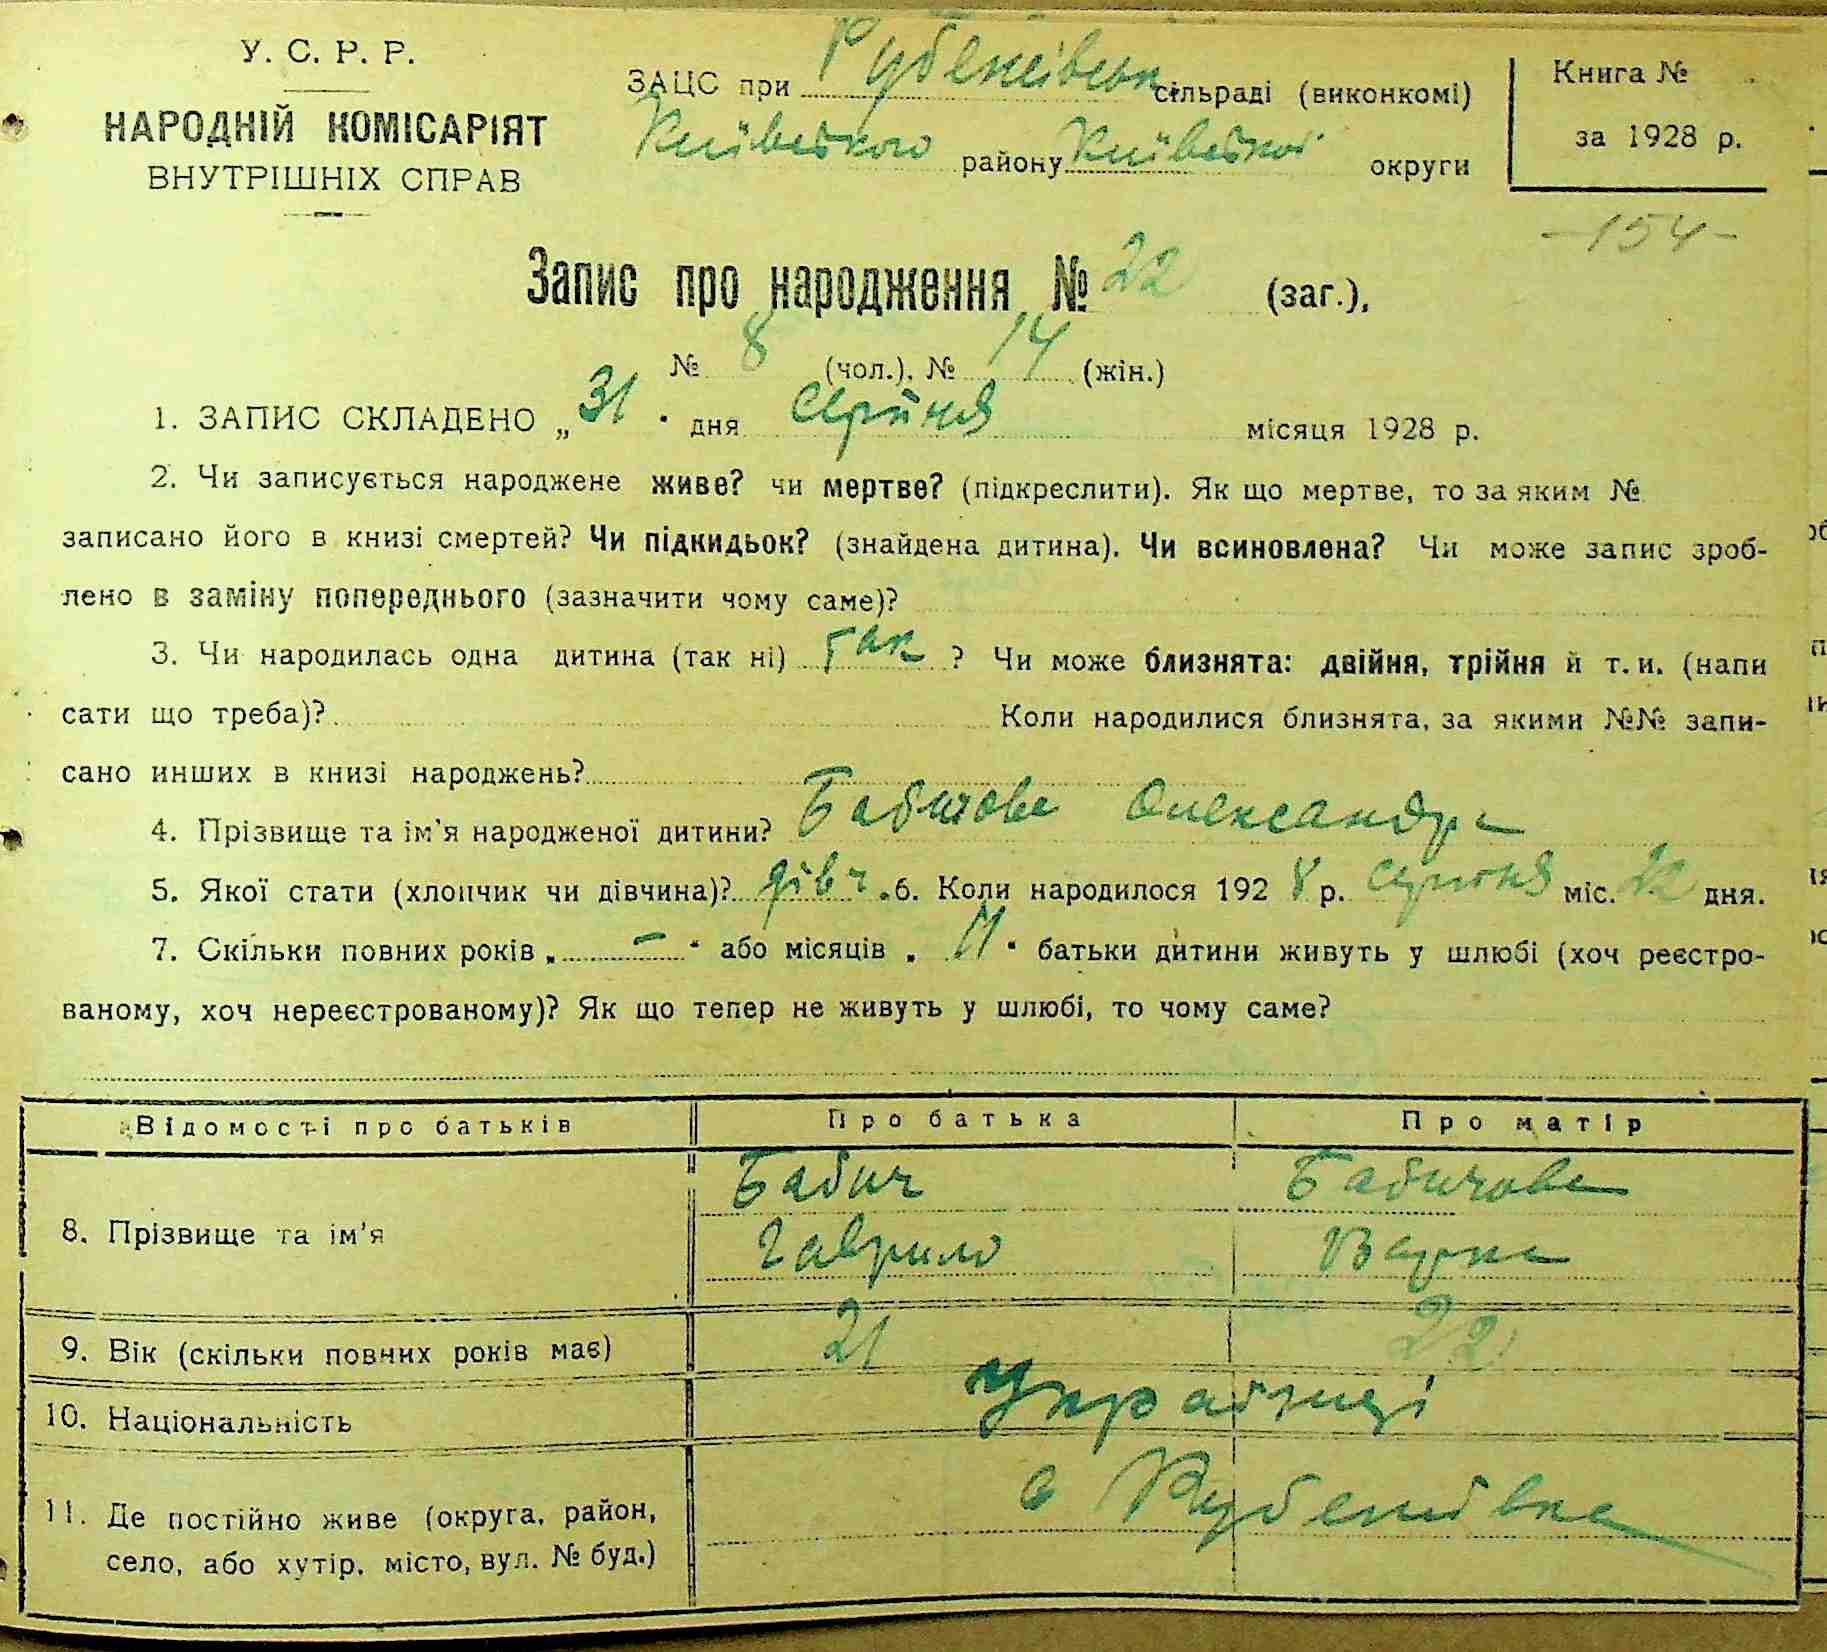 У. С. Р. Р.
НАРОДНІЙ КОМІСАРІЯТ
ВНУТРІШНІХ СПРАВ
ЗАЦС при Рубежівськ. сільраді (виконкомі)
Київського району Київської округи
Книга №
за 1928 р.
-154-
Запис про народження № 22 (заг.),
№ 8 (чол.). № 14 (жін.)
1. ЗАПИС СКЛАДЕНО „31" дня Серпня місяця 1928 р.
2. Чи записується народжене живе? чи мертве? (підкреслити). Як що мертве, то за яким №
записано його в книзі смертей? Чи підкидьок? (знайдена дитина). Чи всиновлена? Чи може запис зроб-
лено в заміну попереднього (зазначити чому саме)?
3. Чи народилась одна дитина (так ні) так ? Чи може близнята: двійня, трійня й т. и. (напи
сати що треба)? Коли народилися близнята, за якими №№ запи-
сано инших в книзі народжень?
4. Прізвище та ім'я народженої дитини? Бабичова Олександра
5. Якої стати (хлопчик чи дівчина)? дівч. 6. Коли народилося 1928 р. серпня міс. 22 дня.
7. Скільки повних років „ — " або місяців „ 11 " батьки дитини живуть у шлюбі (хоч реєстро-
ваному, хоч нереєстрованому)? Як що тепер не живуть у шлюбі, то чому саме?
Відомості про батьків Про батька Про матір
8. Прізвище та ім'я Бабич Гаврило Бабичова Варка
9. Вік (скільки повних років має) 21 22
10. Національність Українці
11. Де постійно живе (округа, район,
село, або хутір, місто, вул. № буд.) с Рубежівка